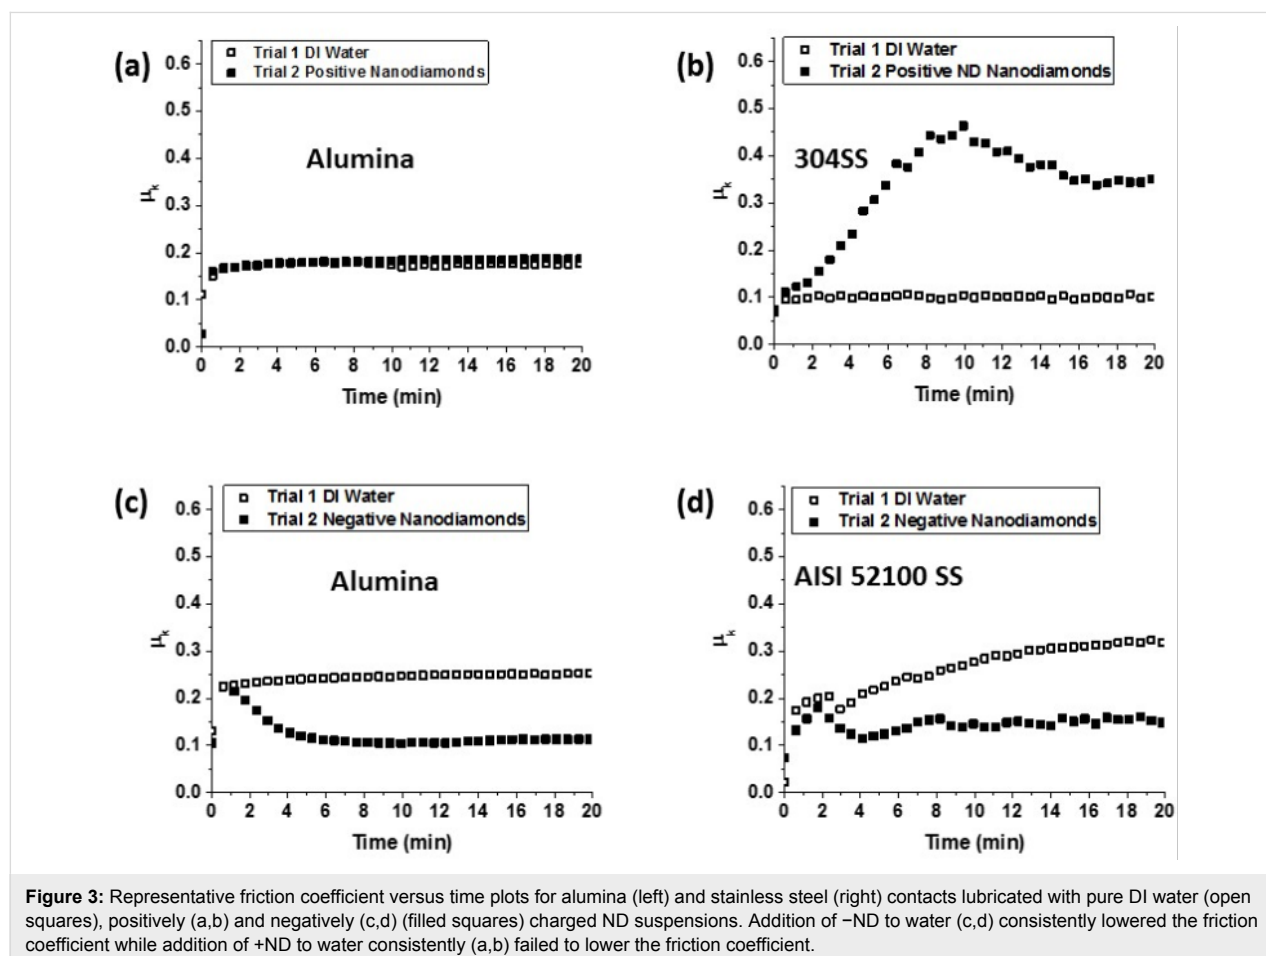 (a)
Trial 1 DI Water
Trial 2 Positive Nanodiamonds
Alumina
μk
0.6
0.5
0.4
0.3
0.2
0.1
0.0
0 2 4 6 8 10 12 14 16 18 20
Time (min)
(b)
Trial 1 DI Water
Trial 2 Positive ND Nanodiamonds
304SS
μk
0.6
0.5
0.4
0.3
0.2
0.1
0.0
0 2 4 6 8 10 12 14 16 18 20
Time (min)
(c)
Trial 1 DI Water
Trial 2 Negative Nanodiamonds
Alumina
μk
0.6
0.5
0.4
0.3
0.2
0.1
0.0
0 2 4 6 8 10 12 14 16 18 20
Time (min)
(d)
Trial 1 DI Water
Trial 2 Negative Nanodiamonds
AISI 52100 SS
μk
0.6
0.5
0.4
0.3
0.2
0.1
0.0
0 2 4 6 8 10 12 14 16 18 20
Time (min)
Figure 3: Representative friction coefficient versus time plots for alumina (left) and stainless steel (right) contacts lubricated with pure DI water (open
squares), positively (a,b) and negatively (c,d) (filled squares) charged ND suspensions. Addition of −ND to water (c,d) consistently lowered the friction
coefficient while addition of +ND to water consistently (a,b) failed to lower the friction coefficient.